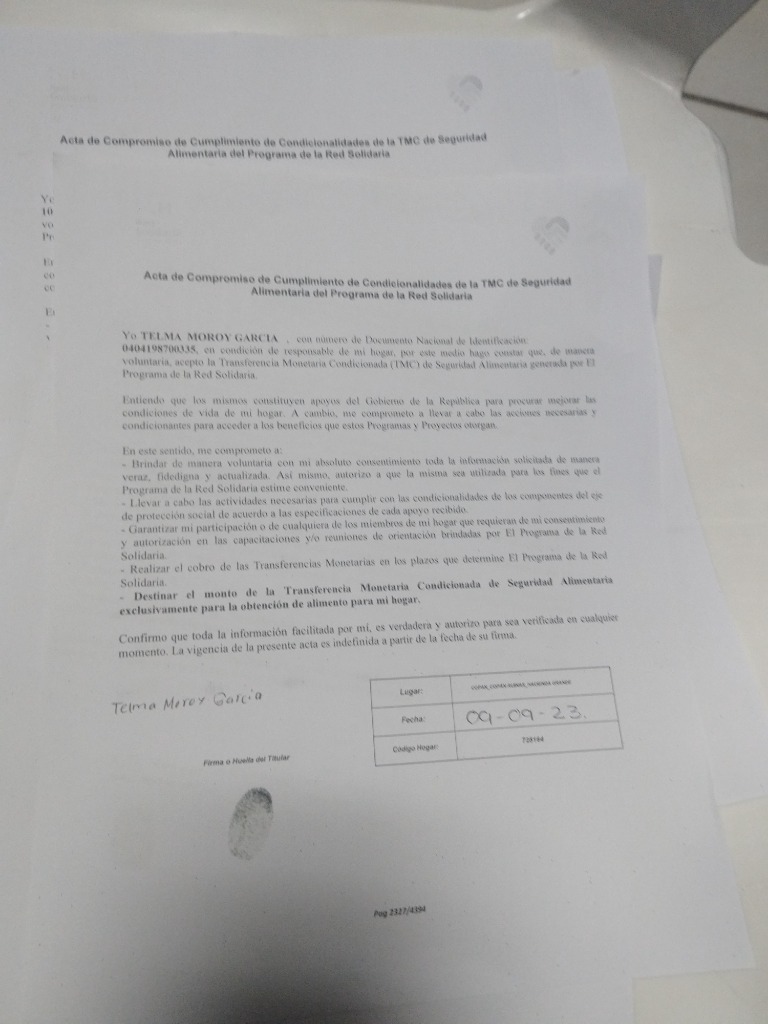 Acta de Compromiso de Cumplimiento de Condicionalidades de la TMC de Seguridad
Alimentaria del Programa de la Red Solidaria
Yo
10
vo
Pr
En
co
Acta de Compromiso de Cumplimiento de Condicionalidades de la TMC de Seguridad
Alimentaria del Programa de la Red Solidaria
Yo TELMA MOROY GARCIA , con número de Documento Nacional de Identificación:
0404198700335, en condición de responsable de mi hogar, por este medio hago constar que, de manera
voluntaria, acepto la Transferencia Monetaria Condicionada (TMC) de Seguridad Alimentaria generada por El
Programa de la Red Solidaria.
Entiendo que los mismos constituyen apoyos del Gobierno de la República para procurar mejorar las
condiciones de vida de mi hogar. A cambio, me comprometo a llevar a cabo las acciones necesarias y
condicionantes para acceder a los beneficios que estos Programas y Proyectos otorgan.
En este sentido, me comprometo a:
- Brindar de manera voluntaria con mi absoluto consentimiento toda la información solicitada de manera
veraz, fidedigna y actualizada. Así mismo, autorizo a que la misma sea utilizada para los fines que el
Programa de la Red Solidaria estime conveniente.
- Llevar a cabo las actividades necesarias para cumplir con las condicionalidades de los componentes del eje
de protección social de acuerdo a las especificaciones de cada apoyo recibido.
- Garantizar mi participación o de cualquiera de los miembros de mi hogar que requieran de mi consentimiento
y autorización en las capacitaciones y/o reuniones de orientación brindadas por El Programa de la Red
Solidaria.
- Realizar el cobro de las Transferencias Monetarias en los plazos que determine El Programa de la Red
Solidaria.
- Destinar el monto de la Transferencia Monetaria Condicionada de Seguridad Alimentaria
exclusivamente para la obtención de alimento para mi hogar.
Confirmo que toda la información facilitada por mí, es verdadera y autorizo para sea verificada en cualquier
momento. La vigencia de la presente acta es indefinida a partir de la fecha de su firma.
Telma Moroy Garcia
Firma o Huella del Titular
Lugar:
Fecha: 09-09-23.
Código Hogar:
Pag 2327/4394